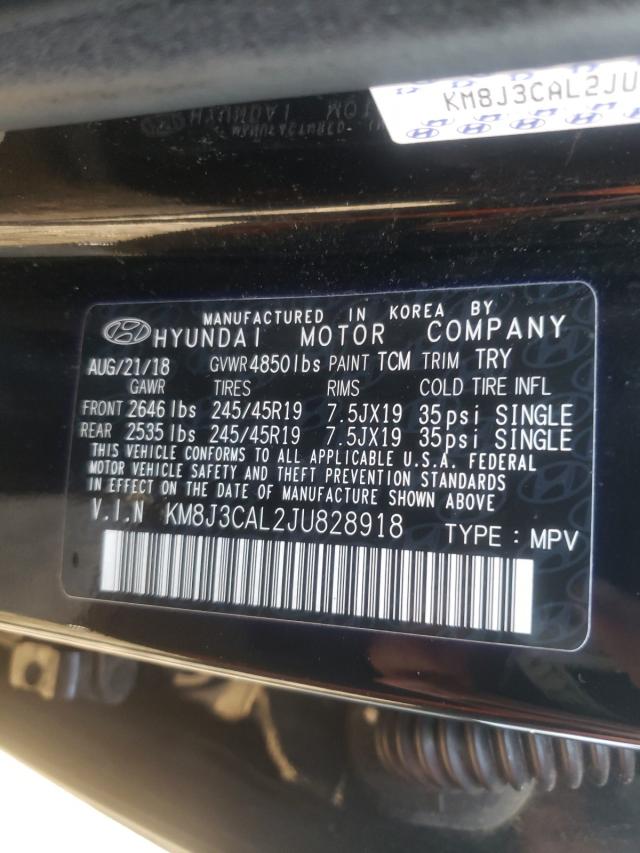 KM8J3CAL2JU
MANUFACTURED IN KOREA BY
HYUNDAI MOTOR COMPANY
AUG/21/18 GVWR 4850lbs PAINT TCM TRIM TRY
GAWR TIRES RIMS COLD TIRE INFL
FRONT 2646 lbs 245/45R19 7.5JX19 35psi SINGLE
REAR 2535 lbs 245/45R19 7.5JX19 35psi SINGLE
THIS VEHICLE CONFORMS TO ALL APPLICABLE U.S.A. FEDERAL
MOTOR VEHICLE SAFETY AND THEFT PREVENTION STANDARDS
IN EFFECT ON THE DATE OF MANUFACTURE SHOWN ABOVE
V.I.N KM8J3CAL2JU828918 TYPE : MPV